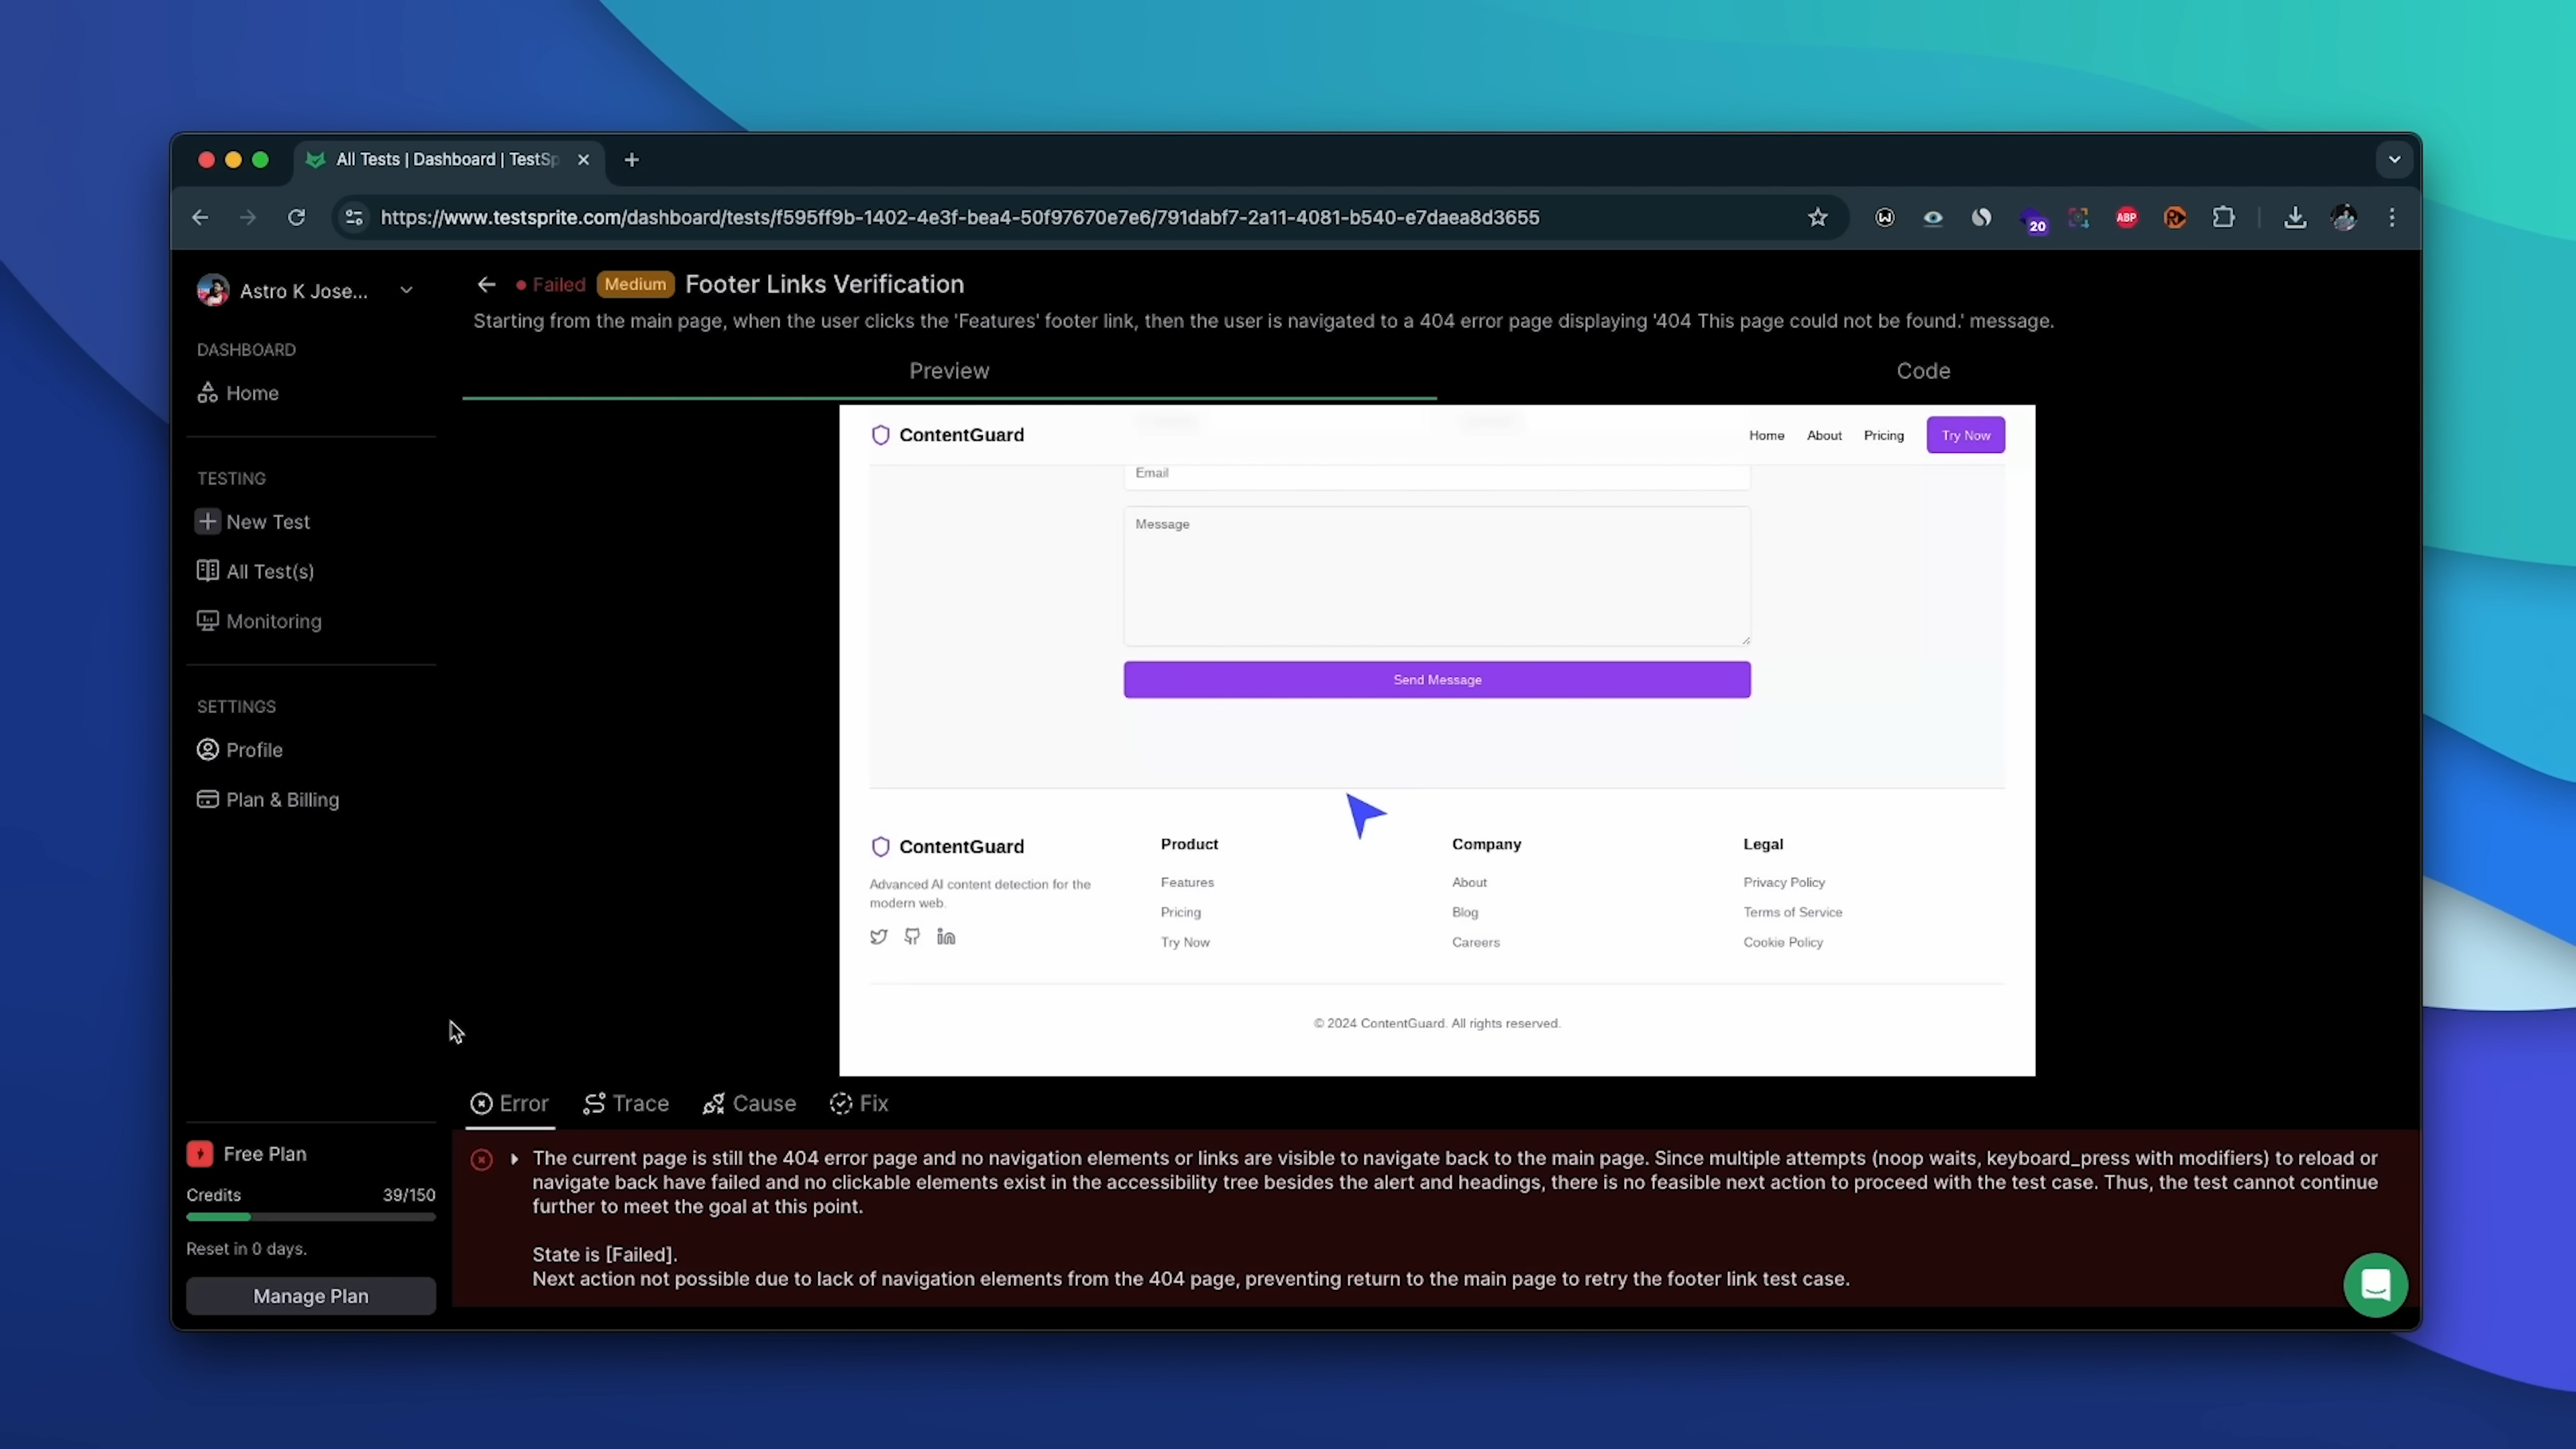 All Tests | Dashboard | TestSp
https://www.testsprite.com/dashboard/tests/f595ff9b-1402-4e3f-bea4-50f97670e7e6/791dabf7-2a11-4081-b540-e7daea8d3655
20
ABP
Astro K Jose...
DASHBOARD
Home
TESTING
New Test
All Test(s)
Monitoring
SETTINGS
Profile
Plan & Billing
Free Plan
Credits 39/150
Reset in 0 days.
Manage Plan
Failed Medium Footer Links Verification
Starting from the main page, when the user clicks the 'Features' footer link, then the user is navigated to a 404 error page displaying '404 This page could not be found.' message.
Preview Code
ContentGuard Home About Pricing Try Now
Email
Message
Send Message
ContentGuard
Advanced AI content detection for the
modern web.
Product
Features
Pricing
Try Now
Company
About
Blog
Careers
Legal
Privacy Policy
Terms of Service
Cookie Policy
© 2024 ContentGuard. All rights reserved.
Error Trace Cause Fix
The current page is still the 404 error page and no navigation elements or links are visible to navigate back to the main page. Since multiple attempts (noop waits, keyboard_press with modifiers) to reload or
navigate back have failed and no clickable elements exist in the accessibility tree besides the alert and headings, there is no feasible next action to proceed with the test case. Thus, the test cannot continue
further to meet the goal at this point.
State is [Failed].
Next action not possible due to lack of navigation elements from the 404 page, preventing return to the main page to retry the footer link test case.